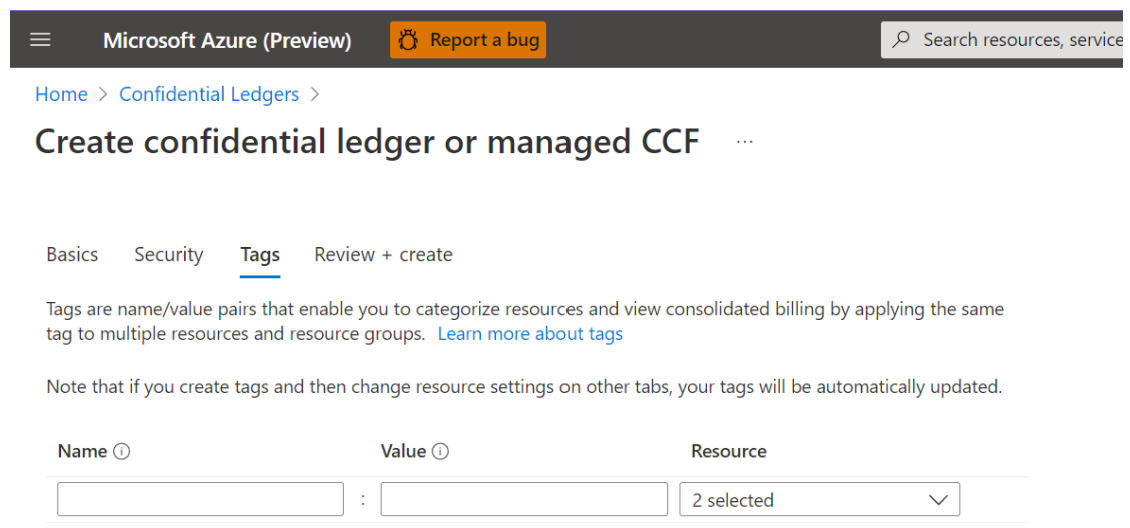 Microsoft Azure (Preview) Report a bug Search resources, service
Home > Confidential Ledgers >
Create confidential ledger or managed CCF ...
Basics Security Tags Review + create
Tags are name/value pairs that enable you to categorize resources and view consolidated billing by applying the same
tag to multiple resources and resource groups. Learn more about tags
Note that if you create tags and then change resource settings on other tabs, your tags will be automatically updated.
Name Value Resource
: 2 selected